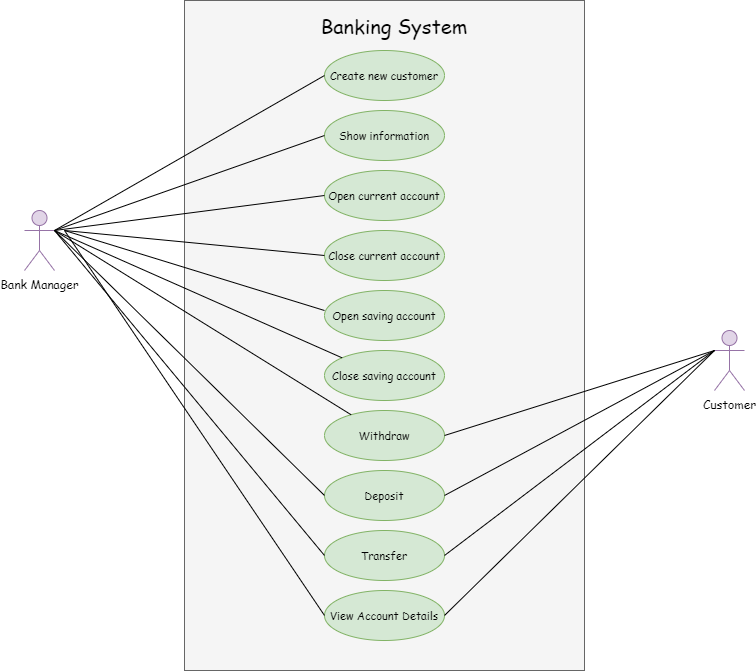 Banking System
Create new customer
Show information
Open current account
Close current account
Bank Manager
Open saving account
Close saving account
Customer
Withdraw
Deposit
Transfer
View Account Details